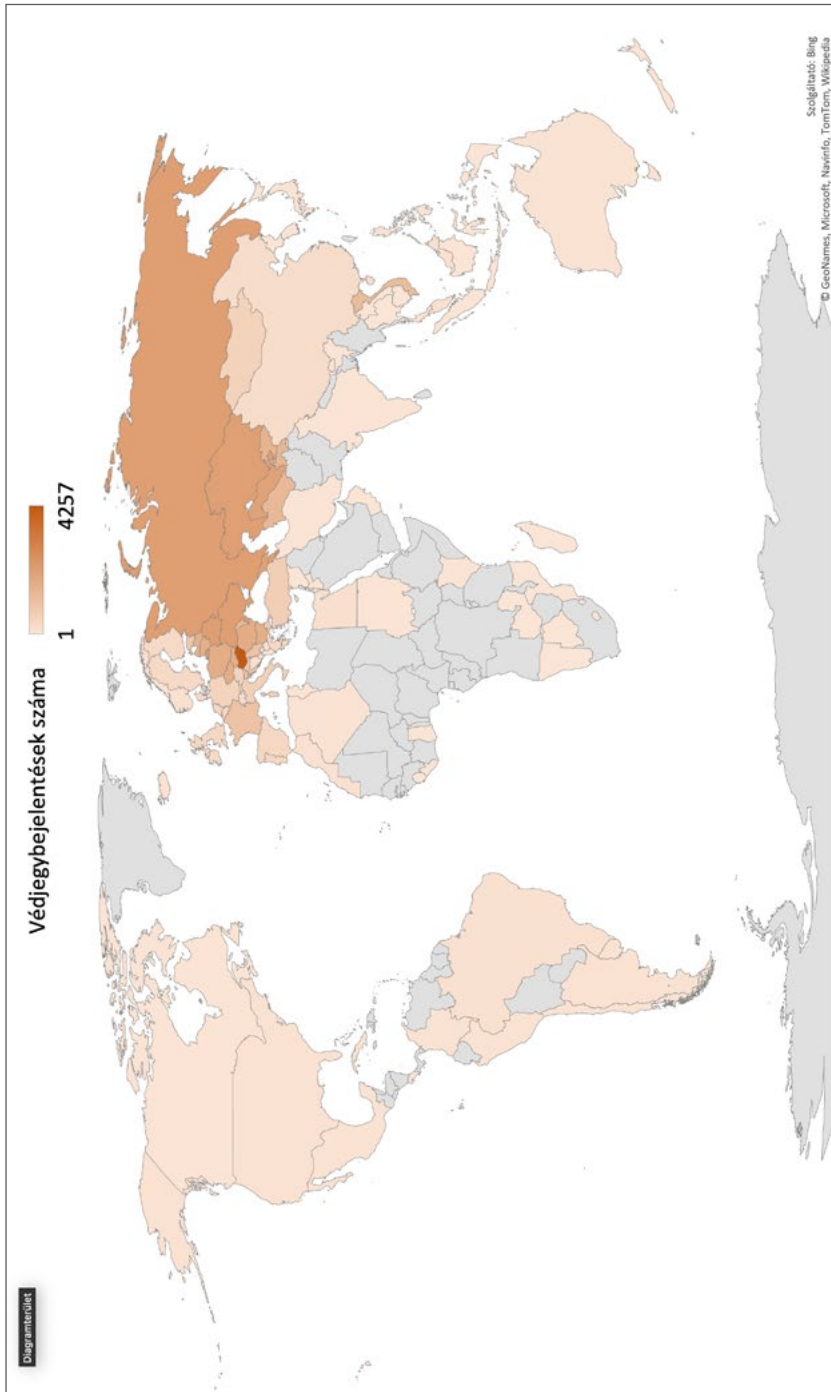 Diagramterület
Védjegybejelentések száma
1
4257
Szolgáltató: Bing
© GeoNames, Microsoft, Navinfo, TomTom, Wikipedia